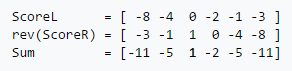 ScoreL = [ -8 -4 0 -2 -1 -3 ]
rev(ScoreR) = [ -3 -1 1 0 -4 -8 ]
Sum = [-11 -5 1 -2 -5 -11]